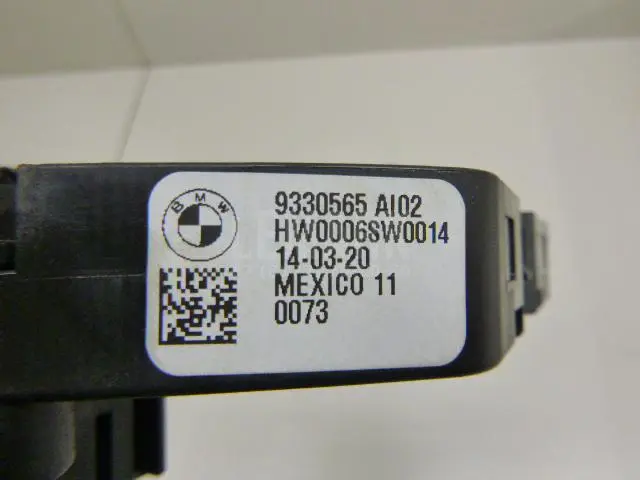 BMW
9330565 AI02
HW0006SW0014
14-03-20
MEXICO 11
0073